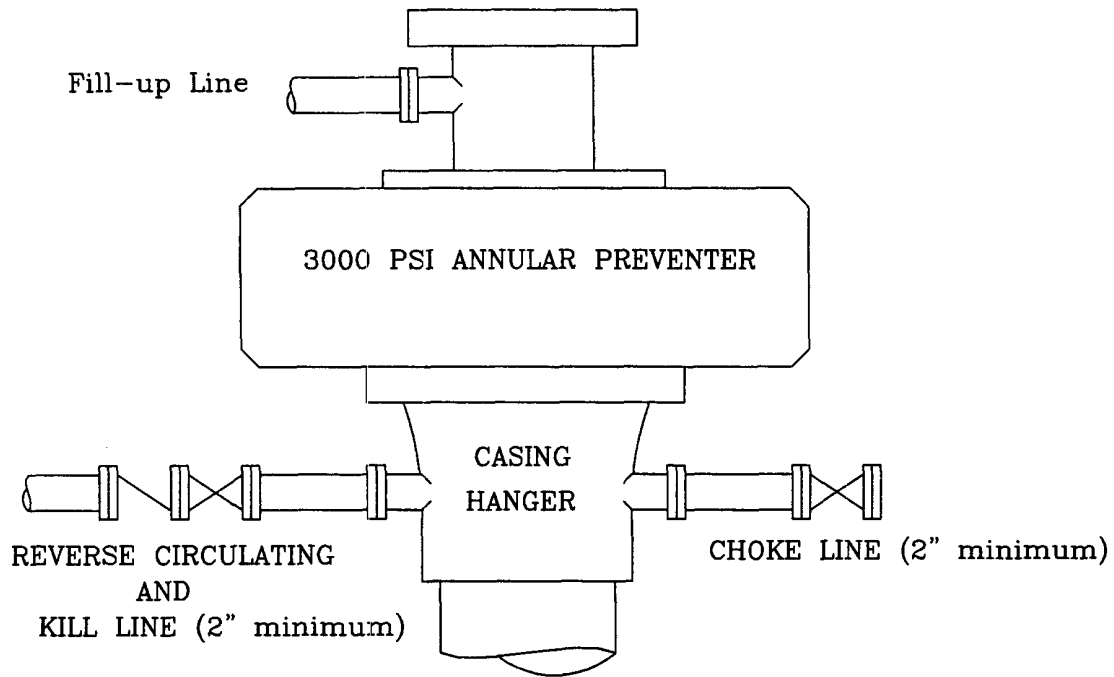 Fill-up Line
3000 PSI ANNULAR PREVENTER
CASING
HANGER
REVERSE CIRCULATING
AND
KILL LINE (2" minimum)
CHOKE LINE (2" minimum)